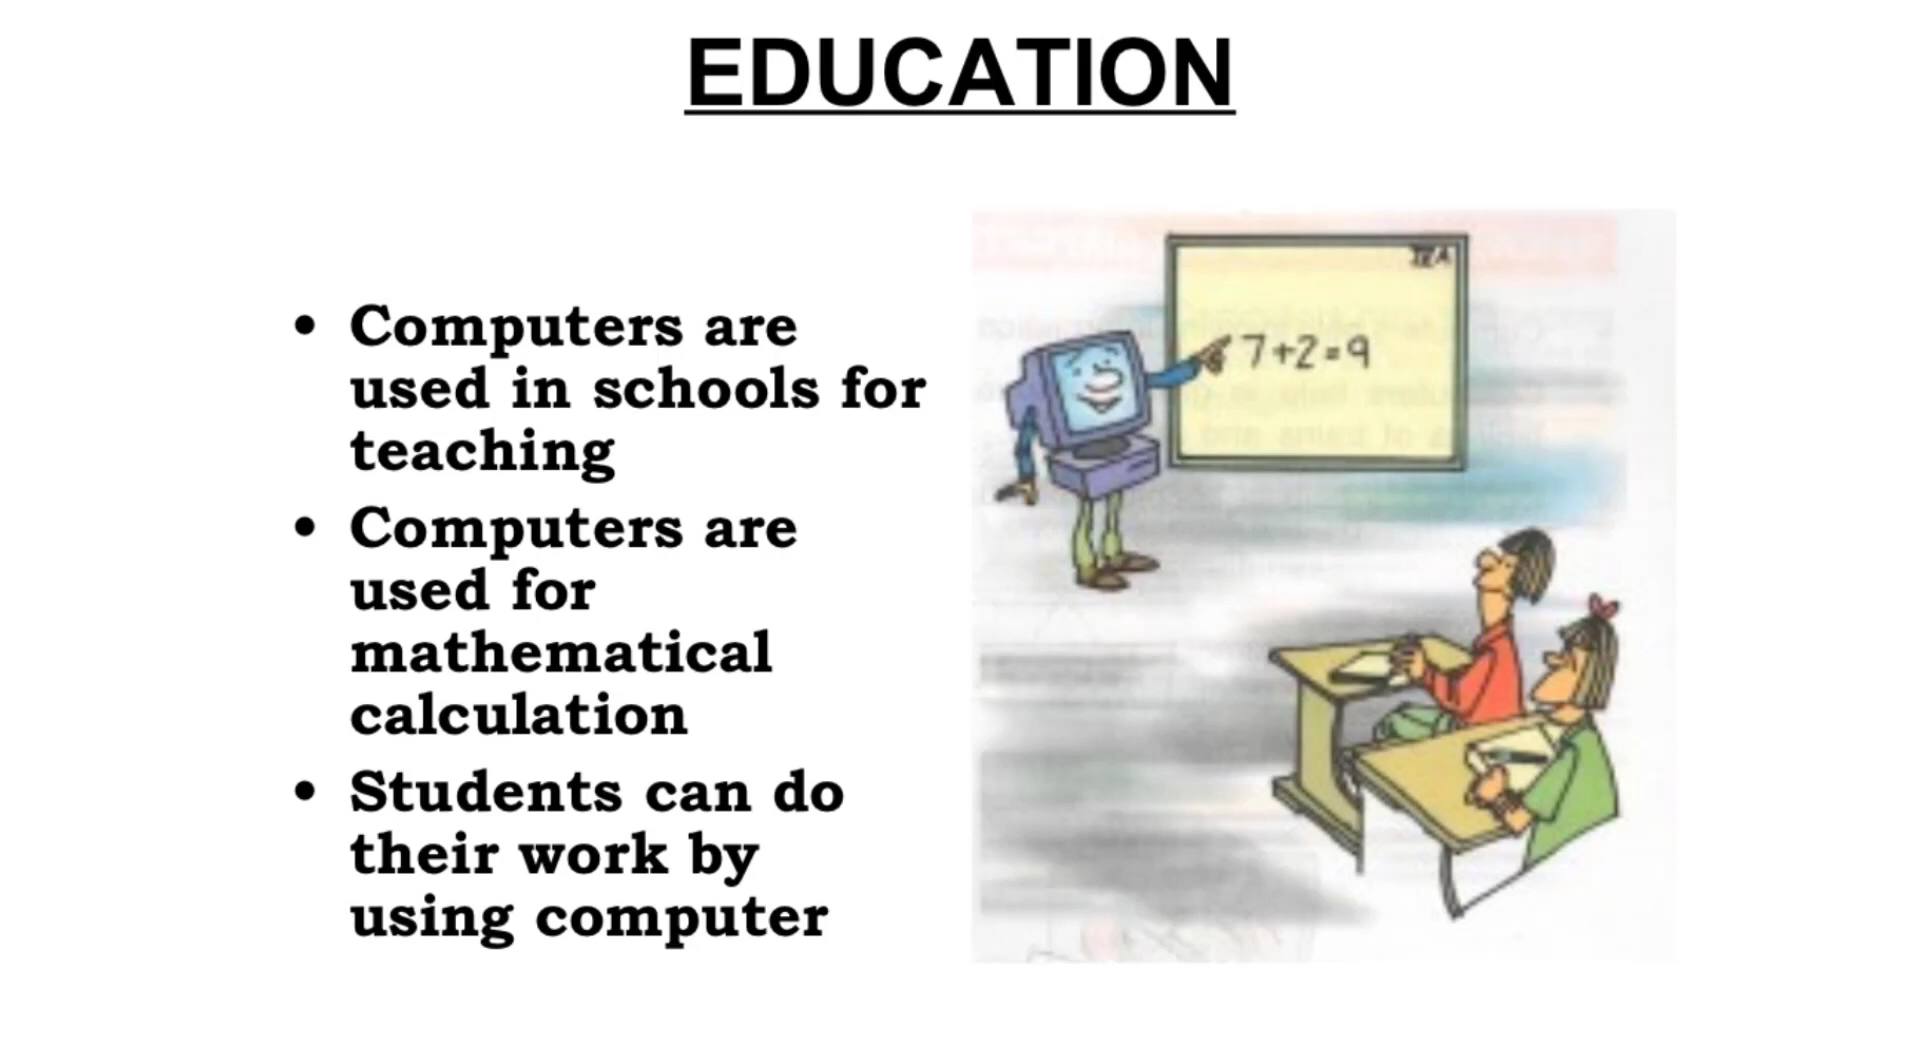 EDUCATION
• Computers are
used in schools for
teaching
• Computers are
used for
mathematical
calculation
• Students can do
their work by
using computer
7+2=9